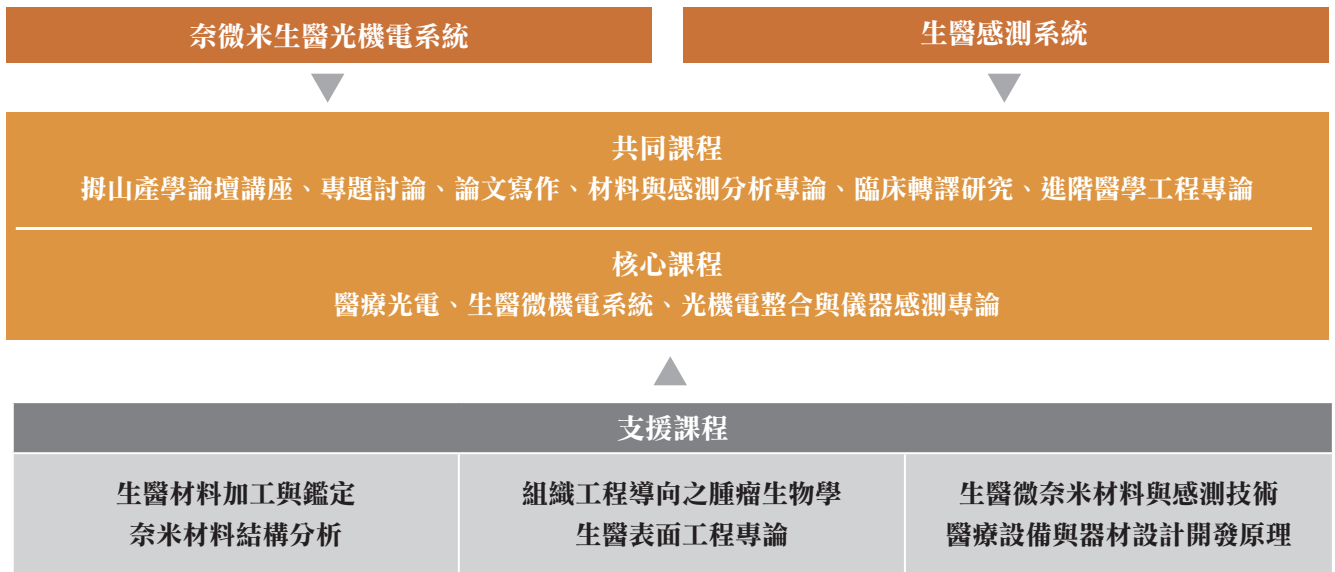 奈微米生醫光機電系統
生醫感測系統
共同課程
拇山產學論壇講座、專題討論、論文寫作、材料與感測分析專論、臨床轉譯研究、進階醫學工程專論
核心課程
醫療光電、生醫微機電系統、光機電整合與儀器感測專論
支援課程
生醫材料加工與鑑定
奈米材料結構分析
組織工程導向之腫瘤生物學
生醫表面工程專論
生醫微奈米材料與感測技術
醫療設備與器材設計開發原理